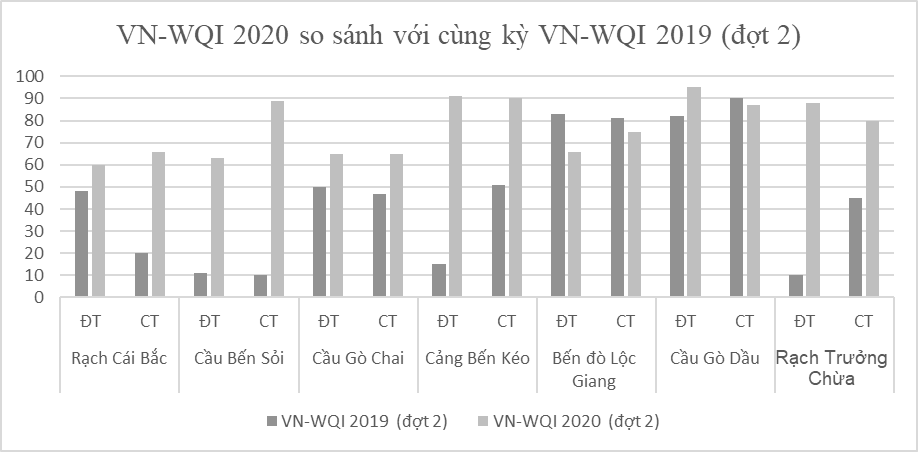 VN-WQI 2020 so sánh với cùng kỳ VN-WQI 2019 (đợt 2)
100
90
80
70
60
50
40
30
20
10
0
ĐT CT ĐT CT ĐT CT ĐT CT ĐT CT ĐT CT ĐT CT
Rạch Cái Bắc Cầu Bến Sỏi Cầu Gò Chai Cảng Bến Kéo Bến đò Lộc Giang Cầu Gò Dầu Rạch Trưởng Chừa
VN-WQI 2019 (đợt 2) VN-WQI 2020 (đợt 2)